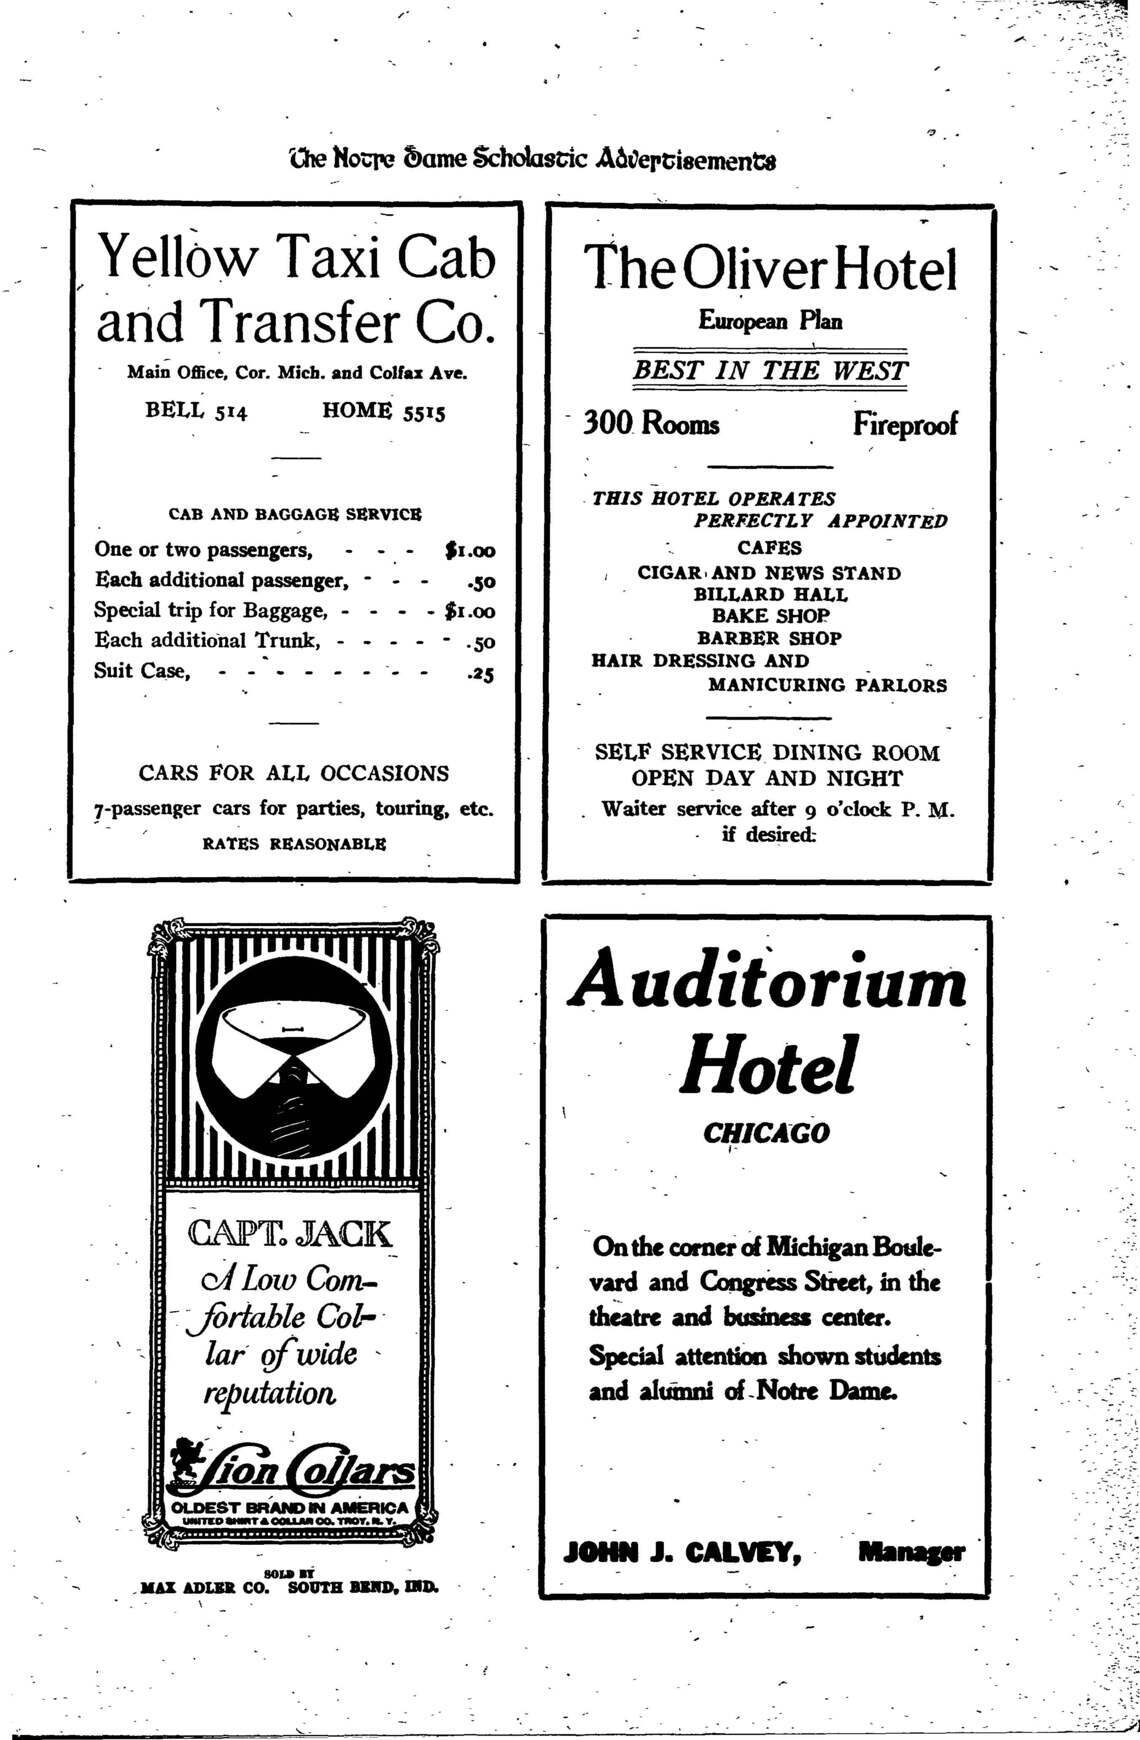 The Notre Dame Scholastic Advertisements
Yellow Taxi Cab
and Transfer Co.
Main Office, Cor. Mich. and Colfax Ave.
BELL 514 HOME 5515
CAB AND BAGGAGE SERVICE
One or two passengers, - - - $1.00
Each additional passenger, - - - .50
Special trip for Baggage, - - - - $1.00
Each additional Trunk, - - - - - .50
Suit Case, - - - - - - - - .25
CARS FOR ALL OCCASIONS
7-passenger cars for parties, touring, etc.
RATES REASONABLE
The Oliver Hotel
European Plan
BEST IN THE WEST
300 Rooms Fireproof
THIS HOTEL OPERATES
PERFECTLY APPOINTED
CAFES
CIGAR AND NEWS STAND
BILLARD HALL
BAKE SHOP
BARBER SHOP
HAIR DRESSING AND
MANICURING PARLORS
SELF SERVICE DINING ROOM
OPEN DAY AND NIGHT
Waiter service after 9 o'clock P. M.
if desired.
CAPT. JACK
A Low Com-
fortable Col-
lar of wide
reputation
Lion Collars
OLDEST BRAND IN AMERICA
UNITED SHIRT & COLLAR CO. TROY, N. Y.
SOLD BY
MAX ADLER CO. SOUTH BEND, IND.
Auditorium
Hotel
CHICAGO
On the corner of Michigan Boule-
vard and Congress Street, in the
theatre and business center.
Special attention shown students
and alumni of Notre Dame.
JOHN J. CALVEY, Manager